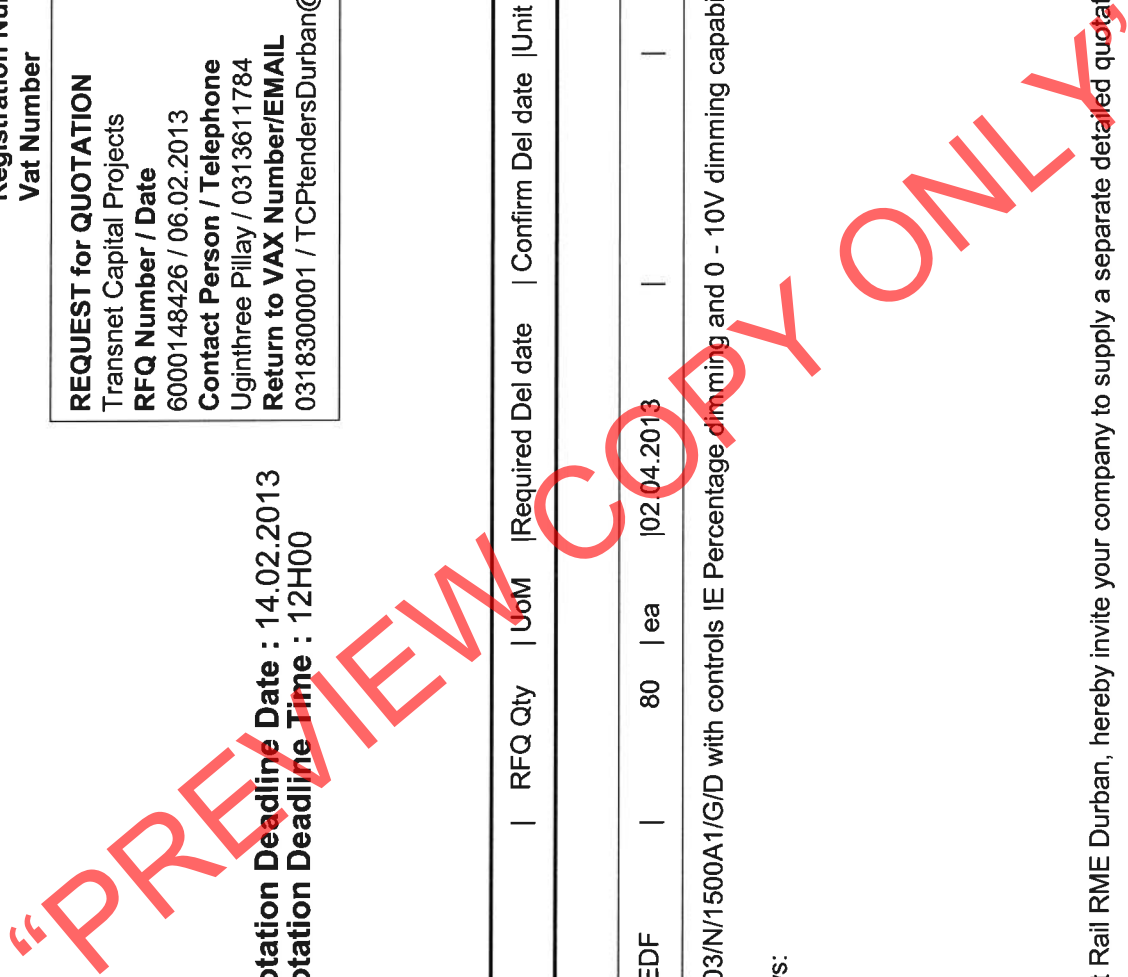 Vat Number
REQUEST for QUOTATION
Transnet Capital Projects
RFQ Number / Date
6000148426 / 06.02.2013
Contact Person / Telephone
Uginthree Pillay / 0313611784
Return to VAX Number/EMAIL
0318300001 / TCPtendersDurban@
otation Deadline Date : 14.02.2013
otation Deadline Time : 12H00
| RFQ Qty | UoM |Required Del date | Confirm Del date |Unit
EDF | 80 | ea |02.04.2013 | |
03/N/1500A1/G/D with controls IE Percentage dimming and 0 - 10V dimming capabi
vs:
t Rail RME Durban, hereby invite your company to supply a separate detailed quotat
“PREVIEW COPY ONLY”